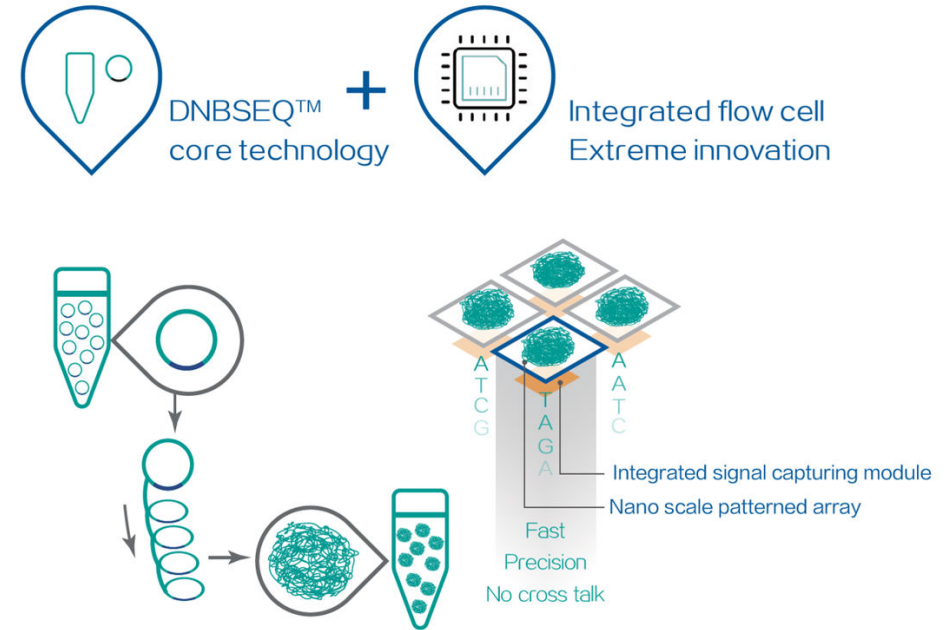 DNBSEQ™
core technology
+
Integrated flow cell
Extreme innovation
A
T
C
G
T
A
G
A
A
A
T
C
Integrated signal capturing module
Nano scale patterned array
Fast
Precision
No cross talk